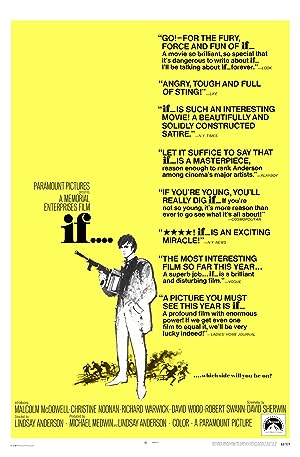 "GO!–FOR THE FURY,
FORCE AND FUN OF if....
A movie so brilliant, so special that
it's dangerous to write about if....
I'll be talking about if....forever."–LOOK
"ANGRY, TOUGH AND FULL
OF STING!"–LIFE
"if....IS SUCH AN INTERESTING
MOVIE! A BEAUTIFULLY AND
SOLIDLY CONSTRUCTED
SATIRE."–N.Y. TIMES
"LET IT SUFFICE TO SAY THAT
if....IS A MASTERPIECE,
reason enough to rank Anderson
among cinema's major artists."–PLAYBOY
PARAMOUNT PICTURES
A MEMORIAL
ENTERPRISES FILM
if....
"IF YOU'RE YOUNG, YOU'LL
REALLY DIG if.... If you're
not so young, it's more reason than
ever to go see what it's all about!"
–COSMOPOLITAN
"★★★★! if....IS AN EXCITING
MIRACLE!"–N.Y. NEWS
"THE MOST INTERESTING
FILM SO FAR THIS YEAR...
A superb job....if....is a brilliant
and disturbing film."–VOGUE
"A PICTURE YOU MUST
SEE THIS YEAR IS if....
A profound film with enormous
power! If we get even one
film to equal it, we'll be very
lucky indeed!"–LADIES HOME JOURNAL
....which side will you be on?
MALCOLM McDOWELL·CHRISTINE NOONAN·RICHARD WARWICK·DAVID WOOD·ROBERT SWANN·DAVID SHERWIN
LINDSAY ANDERSON · MICHAEL MEDWIN AND LINDSAY ANDERSON · COLOR · A PARAMOUNT PICTURE